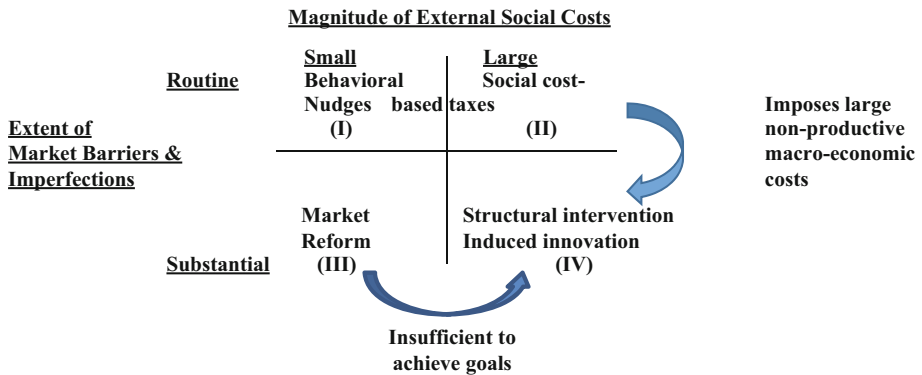 Magnitude of External Social Costs
Small
Large
Routine
Behavioral
Social cost-
Nudges based taxes
(I)
(II)
Imposes large
non-productive
macro-economic
costs
Extent of
Market Barriers &
Imperfections
Market
Structural intervention
Reform
Induced innovation
Substantial
(III)
(IV)
Insufficient to
achieve goals